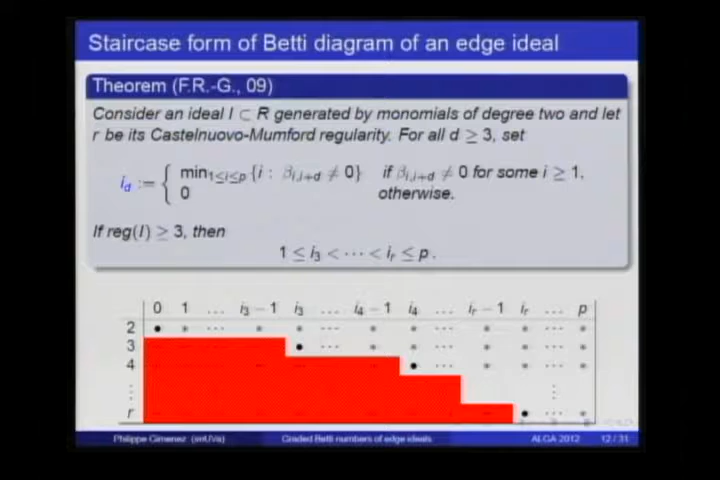 Staircase form of Betti diagram of an edge ideal
Theorem (F.R.-G., 09)
Consider an ideal I ⊂ R generated by monomials of degree two and let
r be its Castelnuovo-Mumford regularity. For all d ≥ 3, set
i_d := { min_{1≤i≤p} {i : β_{i,i+d} ≠ 0} if β_{i,i+d} ≠ 0 for some i ≥ 1,
0 otherwise.
If reg(I) ≥ 3, then
1 ≤ i_3 < ··· < i_r ≤ p.
0 1 ... i_3 − 1 i_3 ... i_4 − 1 i_4 ... i_r − 1 i_r ... p
2
3
4
⋮
r
Philippe Gimenez (UVa) Graded Betti numbers of edge ideals ALGA 2012 12 / 31